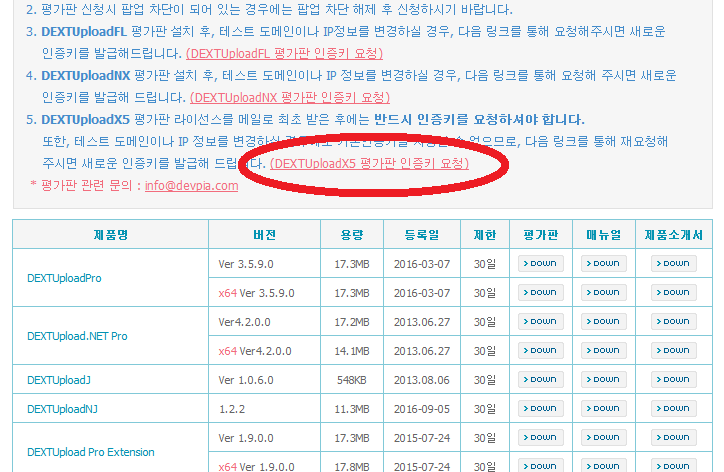 2. 평가판 신청시 팝업 차단이 되어 있는 경우에는 팝업 차단 해제 후 신청하시기 바랍니다.
3. DEXTUploadFL 평가판 설치 후, 테스트 도메인이나 IP정보를 변경하실 경우, 다음 링크를 통해 요청해주시면 새로운
인증키를 발급해드립니다. (DEXTUploadFL 평가판 인증키 요청)
4. DEXTUploadNX 평가판 설치 후, 테스트 도메인이나 IP 정보를 변경하실 경우, 다음 링크를 통해 요청해 주시면 새로운
인증키를 발급해 드립니다. (DEXTUploadNX 평가판 인증키 요청)
5. DEXTUploadX5 평가판 라이선스를 메일로 최초 받은 후에는 반드시 인증키를 요청하셔야 합니다.
또한, 테스트 도메인이나 IP 정보를 변경하실 없으므로, 다음 링크를 통해 재요청해
주시면 새로운 인증키를 발급해 드립니다. (DEXTUploadX5 평가판 인증키 요청)
* 평가판 관련 문의 : info@devpia.com
제품명 버전 용량 등록일 제한 평가판 매뉴얼 제품소개서
DEXTUploadPro Ver 3.5.9.0 17.3MB 2016-03-07 30일 > DOWN > DOWN > DOWN
x64 Ver 3.5.9.0 17.3MB 2016-03-07 30일 > DOWN > DOWN > DOWN
DEXTUpload.NET Pro Ver4.2.0.0 17.2MB 2013.06.27 30일 > DOWN > DOWN > DOWN
x64 Ver4.2.0.0 14.1MB 2013.06.27 30일 > DOWN > DOWN > DOWN
DEXTUploadJ Ver 1.0.6.0 548KB 2013.08.06 30일 > DOWN > DOWN > DOWN
DEXTUploadNJ 1.2.2 11.3MB 2016-09-05 30일 > DOWN > DOWN > DOWN
DEXTUpload Pro Extension Ver 1.9.0.0 17.3MB 2015-07-24 30일 > DOWN > DOWN > DOWN
x64 Ver 1.9.0.0 17.8MB 2015-07-24 30일 > DOWN > DOWN > DOWN